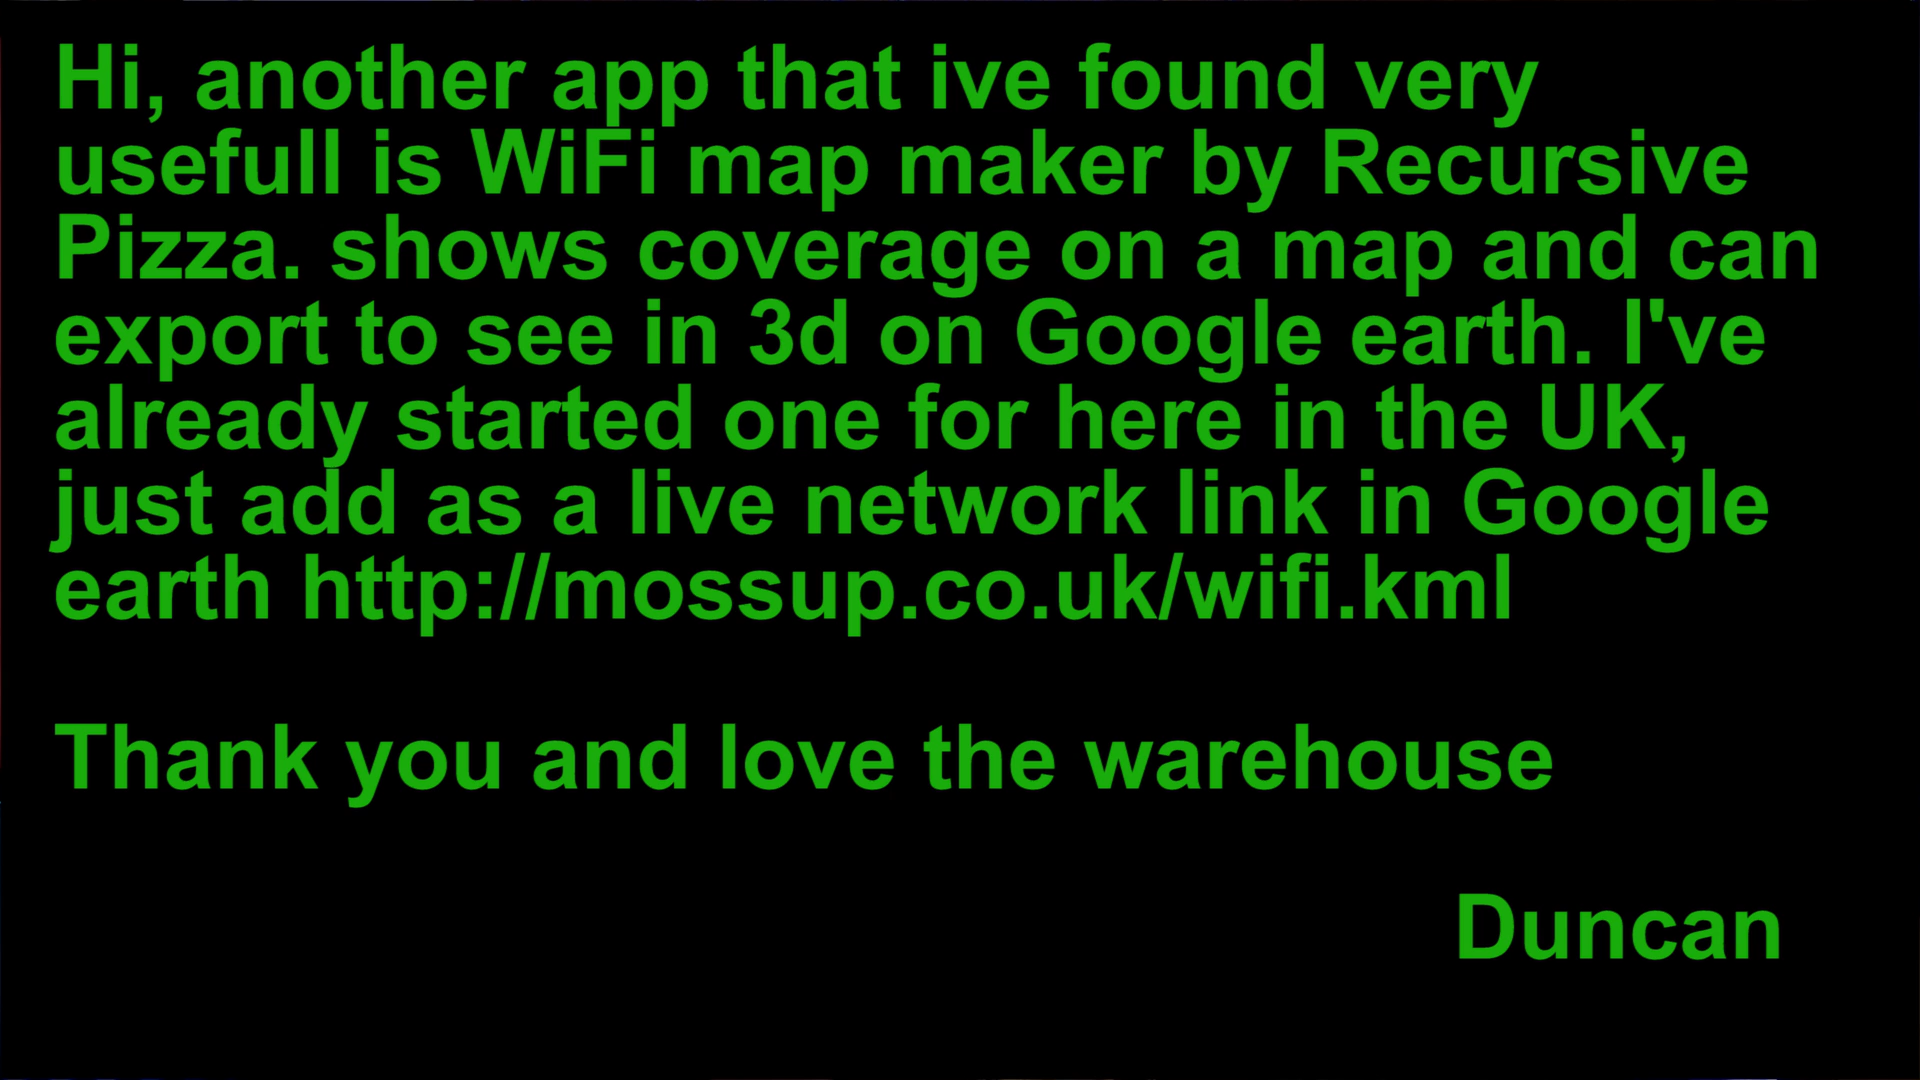 Hi, another app that ive found very
usefull is WiFi map maker by Recursive
Pizza. shows coverage on a map and can
export to see in 3d on Google earth. I've
already started one for here in the UK,
just add as a live network link in Google
earth http://mossup.co.uk/wifi.kml
Thank you and love the warehouse
Duncan